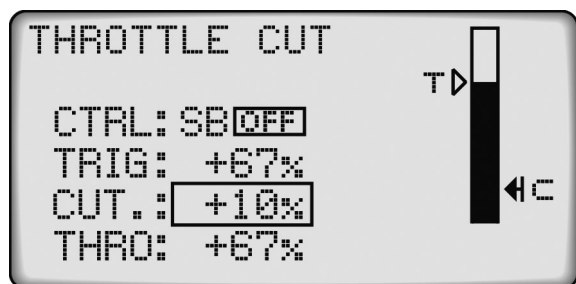 THROTTLE CUT
T
CTRL: SB OFF
TRIG: +67%
CUT.: +10%
C
THRO: +67%